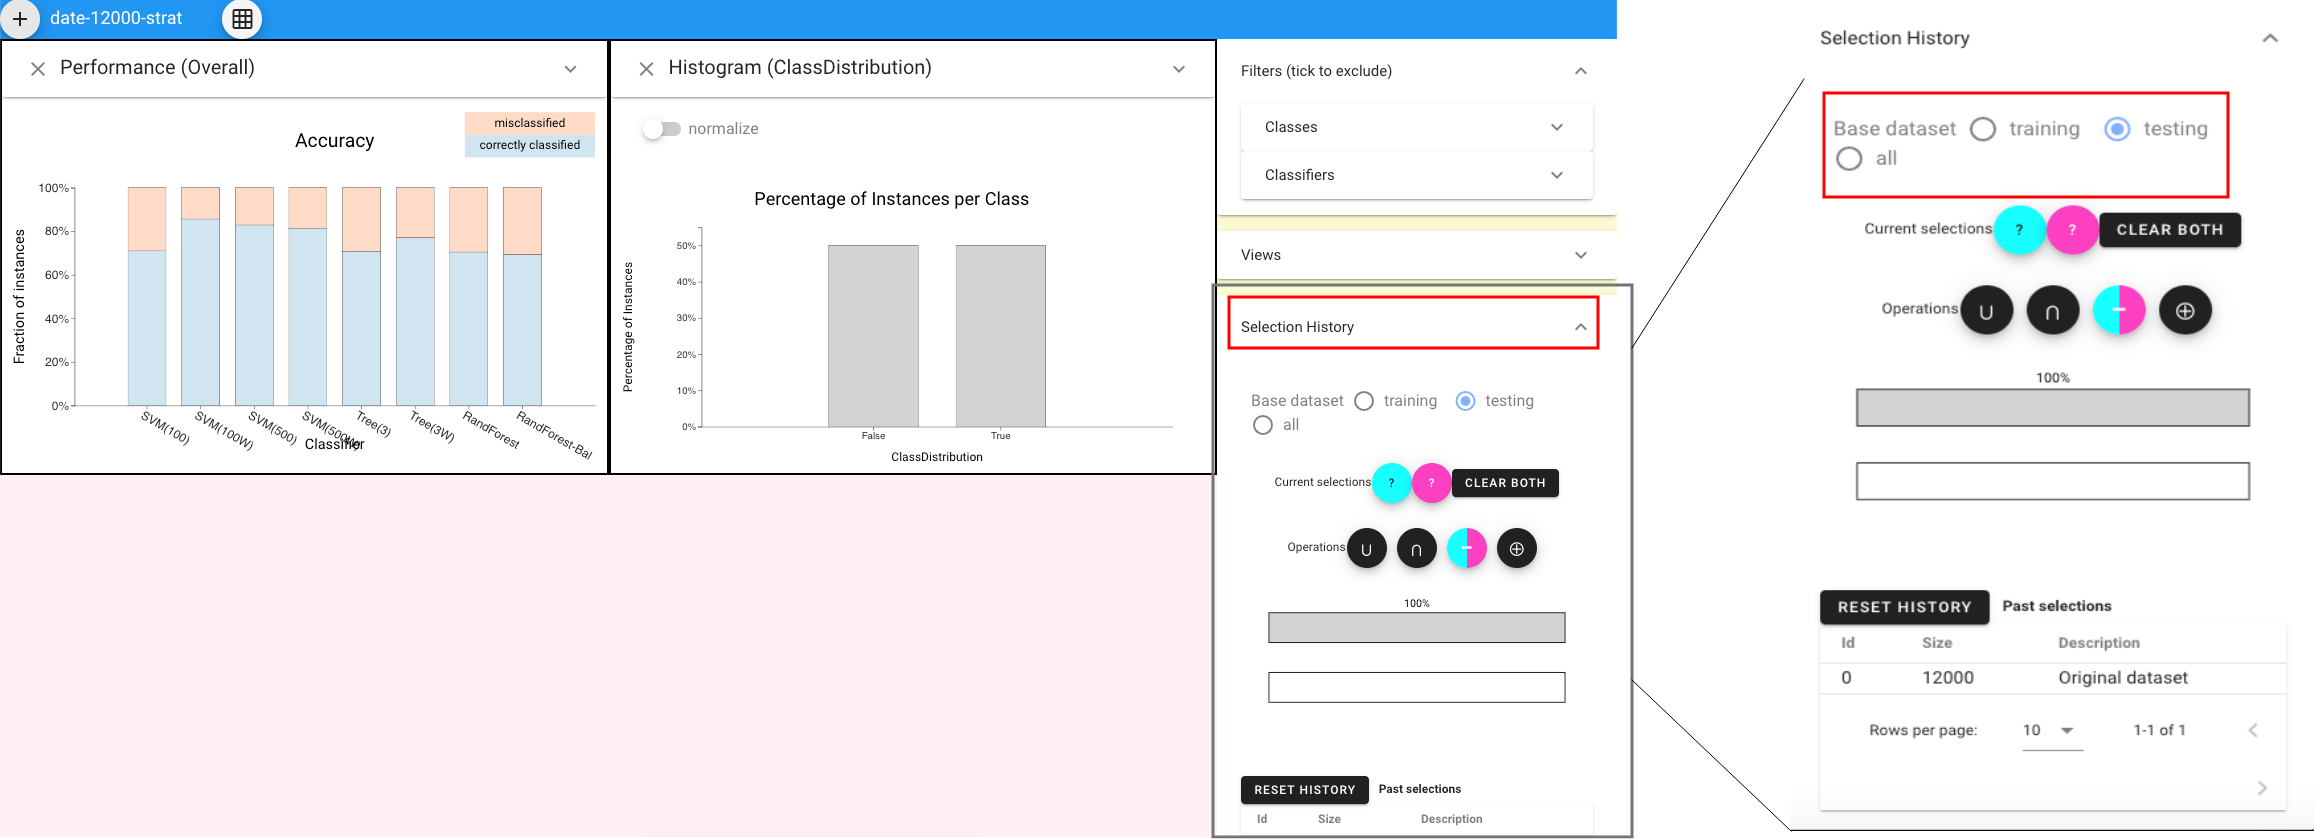 date-12000-strat
Performance (Overall)
misclassified
correctly classified
Accuracy
100%
80%
60%
40%
20%
0%
Fraction of instances
SVM(100)
SVM(100W)
SVM(500)
SVM(500W)
Tree(3)
Tree(3W)
RandForest
RandForest-Bal
Classifier
Histogram (ClassDistribution)
normalize
Percentage of Instances per Class
50%
40%
30%
20%
10%
0%
Percentage of Instances
False
True
ClassDistribution
Filters (tick to exclude)
Classes
Classifiers
Views
Selection History
Base dataset training testing
all
Current selections ? ? CLEAR BOTH
Operations ∪ ∩ − ⊕
100%
RESET HISTORY Past selections
Id Size Description
Selection History
Base dataset training testing
all
Current selections ? ? CLEAR BOTH
Operations ∪ ∩ − ⊕
100%
RESET HISTORY Past selections
Id Size Description
0 12000 Original dataset
Rows per page: 10 1-1 of 1